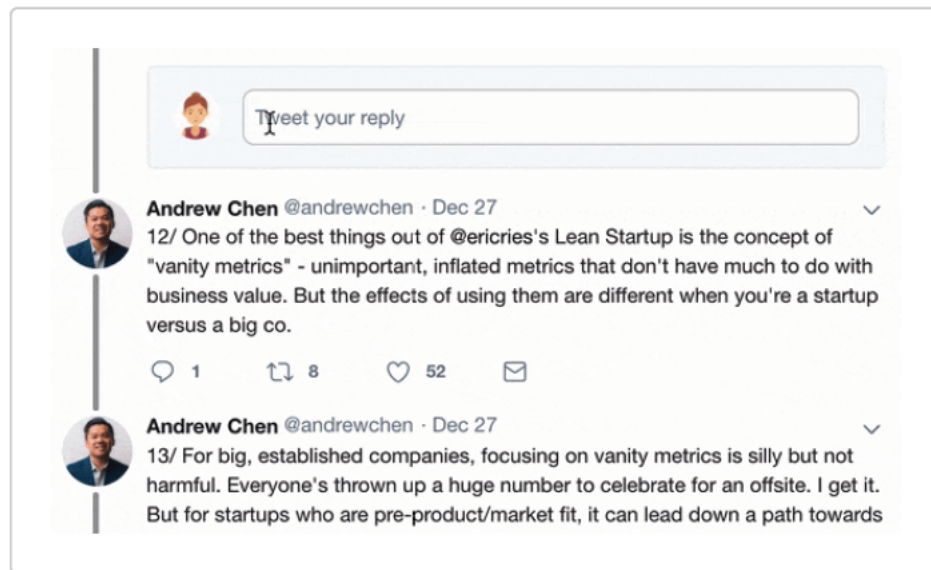 Tweet your reply
Andrew Chen @andrewchen · Dec 27
12/ One of the best things out of @ericries's Lean Startup is the concept of
"vanity metrics" - unimportant, inflated metrics that don't have much to do with
business value. But the effects of using them are different when you're a startup
versus a big co.
1 8 52
Andrew Chen @andrewchen · Dec 27
13/ For big, established companies, focusing on vanity metrics is silly but not
harmful. Everyone's thrown up a huge number to celebrate for an offsite. I get it.
But for startups who are pre-product/market fit, it can lead down a path towards